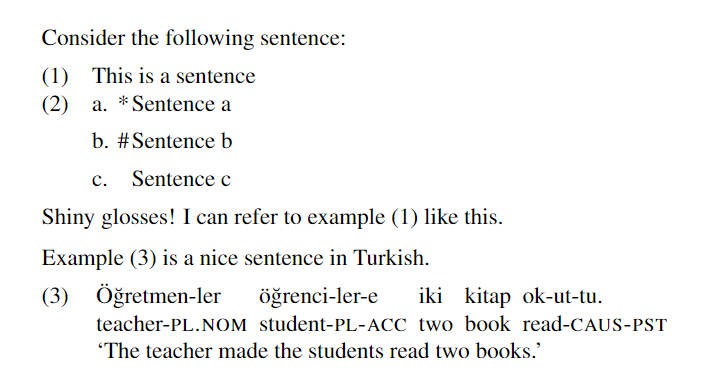 Consider the following sentence:
(1) This is a sentence
(2) a. *Sentence a
b. #Sentence b
c. Sentence c
Shiny glosses! I can refer to example (1) like this.
Example (3) is a nice sentence in Turkish.
(3) Öğretmen-ler öğrenci-ler-e iki kitap ok-ut-tu.
teacher-PL.NOM student-PL-ACC two book read-CAUS-PST
‘The teacher made the students read two books.’